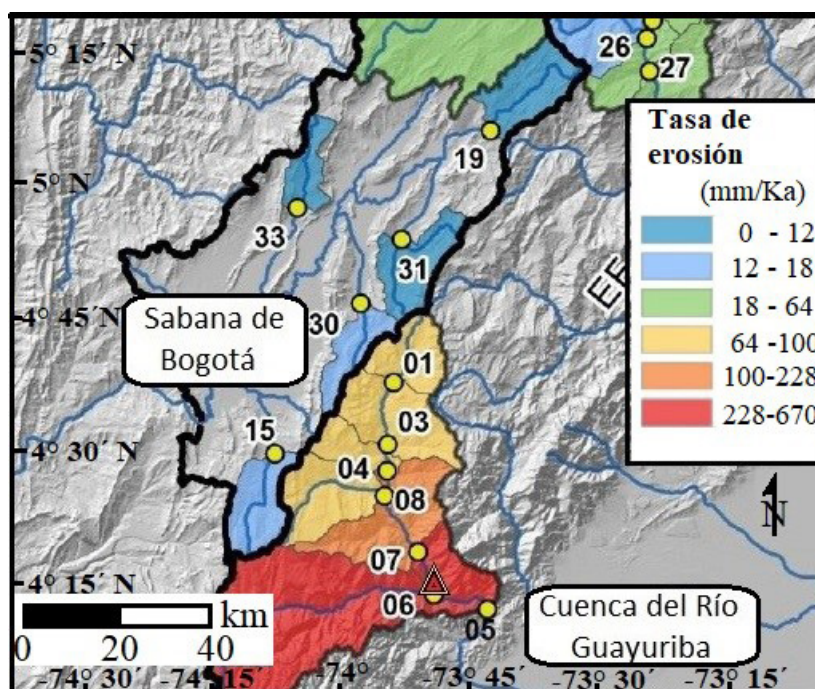 5° 15´ N
5° N
4° 45´ N
4° 30´ N
4° 15´ N
26
27
19
33
31
30
01
03
15
04
08
07
06
05
Sabana de
Bogotá
Cuenca del Río
Guayuriba
Tasa de
erosión
(mm/Ka)
0 - 12
12 - 18
18 - 64
64 -100
100-228
228-670
N
km
0 20 40
-74° 30´ -74° 15´ -74° -73° 45´ -73° 30´ -73° 15´